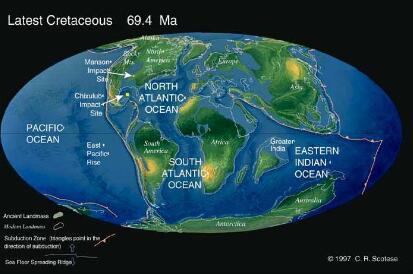 Latest Cretaceous 69.4 Ma
Alaska
Rocky
Mts.
North
America
Europe
Asia
Manson
Impact
Site
Chixulub
Impact
Site
NORTH
ATLANTIC
OCEAN
PACIFIC
OCEAN
East
Pacific
Rise
South
America
Africa
Greater
India
EASTERN
INDIAN
OCEAN
SOUTH
ATLANTIC
OCEAN
Australia
Antarctica
Ancient Landmass
Modern Landmass
Subduction Zone (triangles point in the
direction of subduction)
Sea Floor Spreading Ridge
© 1997 C. R. Scotese